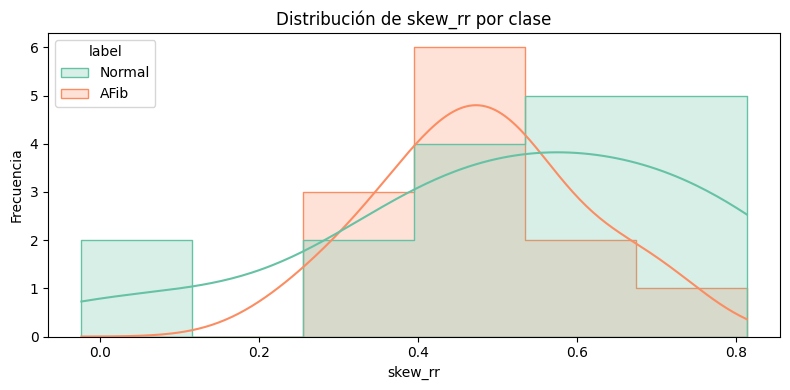 Distribución de skew_rr por clase
label
Normal
AFib
Frecuencia
6
5
4
3
2
1
0
0.0 0.2 0.4 0.6 0.8
skew_rr